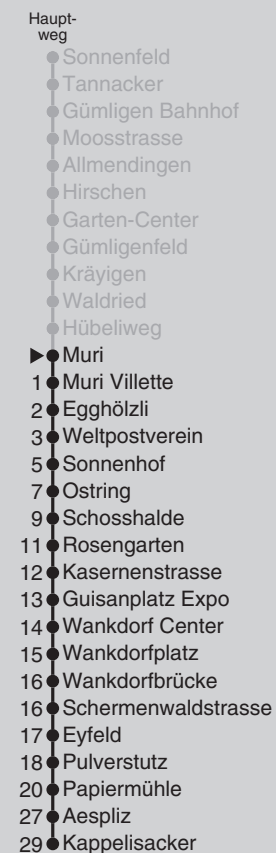 Haupt-
weg
Sonnenfeld
Tannacker
Gümligen Bahnhof
Moosstrasse
Allmendingen
Hirschen
Garten-Center
Gümligenfeld
Kräyigen
Waldried
Hübeliweg
Muri
1 Muri Villette
2 Egghölzli
3 Weltpostverein
5 Sonnenhof
7 Ostring
9 Schosshalde
11 Rosengarten
12 Kasernenstrasse
13 Guisanplatz Expo
14 Wankdorf Center
15 Wankdorfplatz
16 Wankdorfbrücke
16 Schermenwaldstrasse
17 Eyfeld
18 Pulverstutz
20 Papiermühle
27 Aespliz
29 Kappelisacker